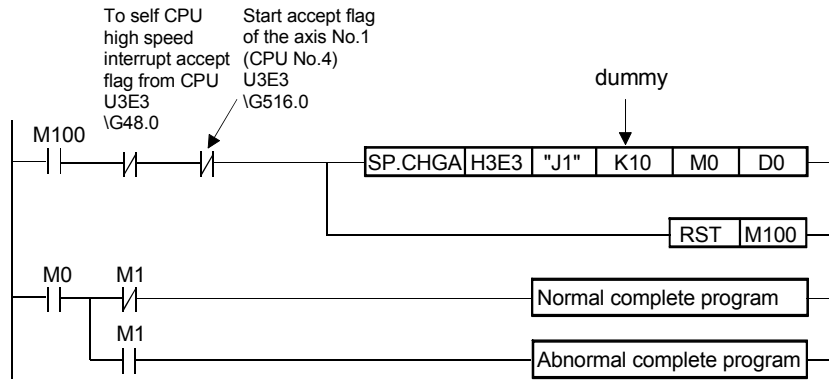 To self CPU
high speed
interrupt accept
flag from CPU
U3E3
\G48.0
Start accept flag
of the axis No.1
(CPU No.4)
U3E3
\G516.0
dummy
M100
SP.CHGA H3E3 "J1" K10 M0 D0
RST M100
M0 M1
Normal complete program
M1
Abnormal complete program